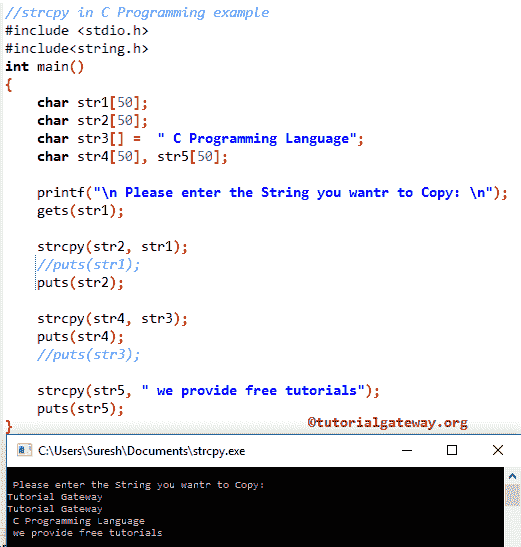 //strcpy in C Programming example
#include <stdio.h>
#include<string.h>
int main()
{
char str1[50];
char str2[50];
char str3[] =  " C Programming Language";
char str4[50], str5[50];
printf("\n Please enter the String you wantr to Copy: \n");
gets(str1);
strcpy(str2, str1);
//puts(str1);
puts(str2);
strcpy(str4, str3);
puts(str4);
//puts(str3);
strcpy(str5, " we provide free tutorials");
puts(str5);
}
©tutorialgateway.org
C:\Users\Suresh\Documents\strcpy.exe
Please enter the String you wantr to Copy:
Tutorial Gateway
Tutorial Gateway
C Programming Language
we provide free tutorials